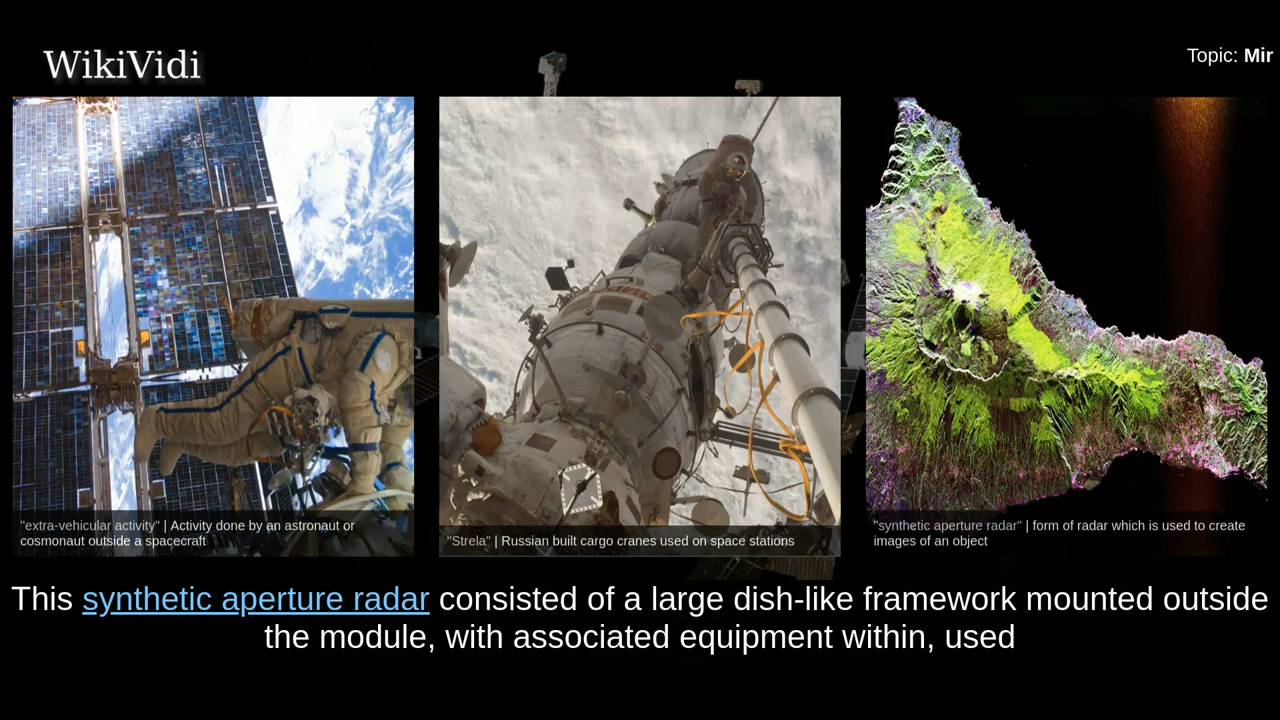 WikiVidi
Topic: Mir
"extra-vehicular activity" | Activity done by an astronaut or
cosmonaut outside a spacecraft
"Strela" | Russian built cargo cranes used on space stations
"synthetic aperture radar" | form of radar which is used to create
images of an object
This synthetic aperture radar consisted of a large dish-like framework mounted outside
the module, with associated equipment within, used